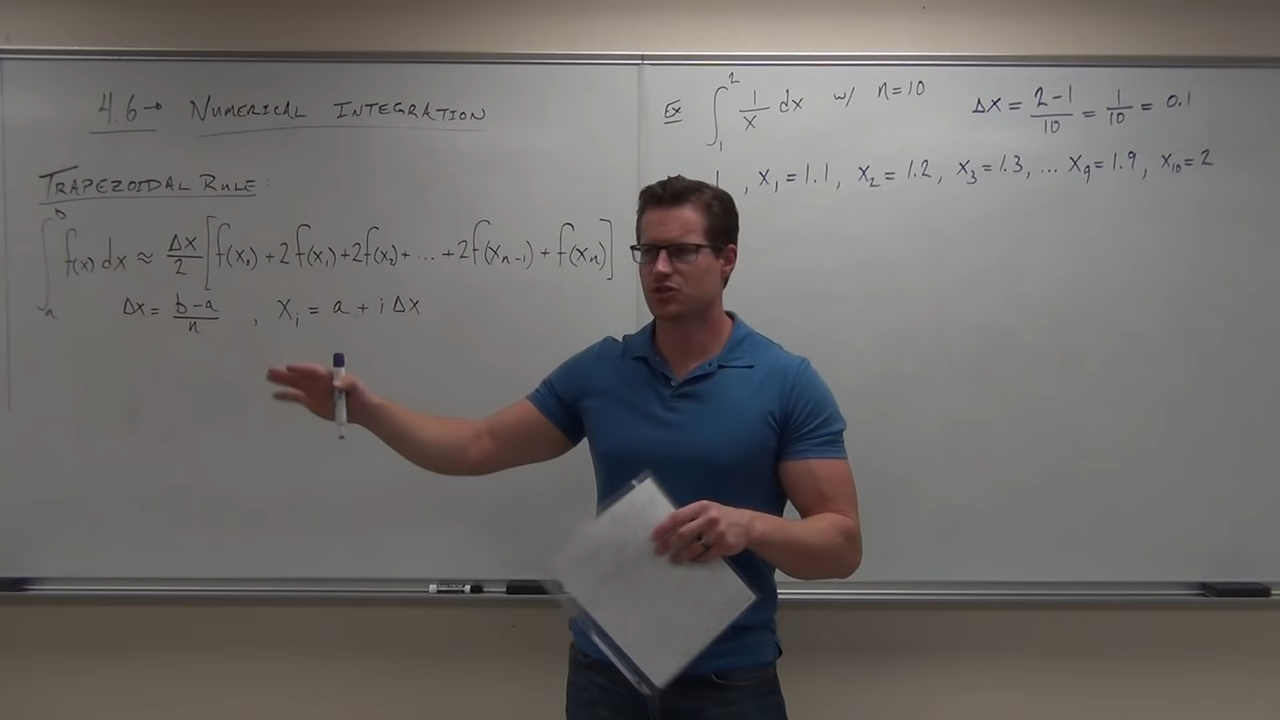 4.6→ NUMERICAL INTEGRATION
TRAPEZOIDAL RULE:
∫_a^b f(x) dx ≈ Δx/2 [f(x₀) + 2f(x₁) + 2f(x₂) + ... + 2f(xₙ₋₁) + f(xₙ)]
Δx = b-a/n , xᵢ = a + i Δx
Ex ∫_1^2 1/x dx w/ n=10 Δx = 2-1/10 = 1/10 = 0.1
1, x₁ = 1.1, x₂ = 1.2, x₃ = 1.3, ... x₉ = 1.9, x₁₀ = 2